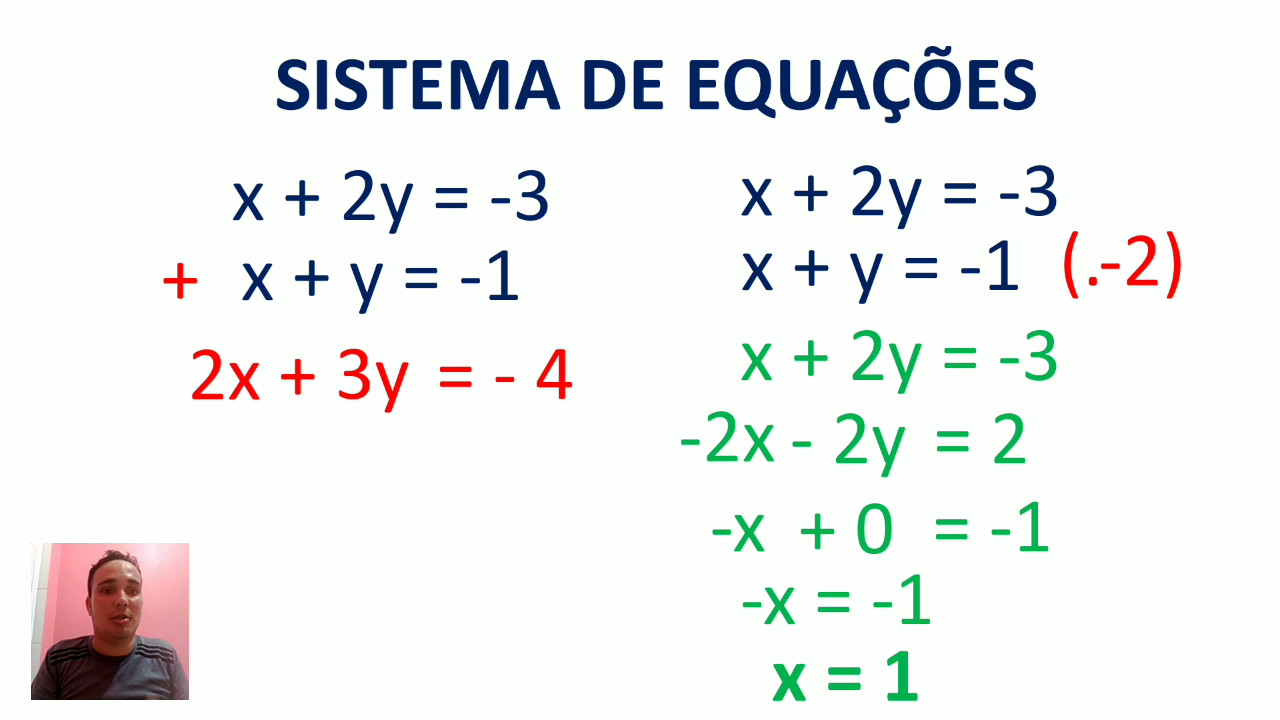 SISTEMA DE EQUAÇÕES
x + 2y = -3
+ x + y = -1
2x + 3y = - 4
x + 2y = -3
x + y = -1 (.-2)
x + 2y = -3
-2x - 2y = 2
-x + 0 = -1
-x = -1
x = 1